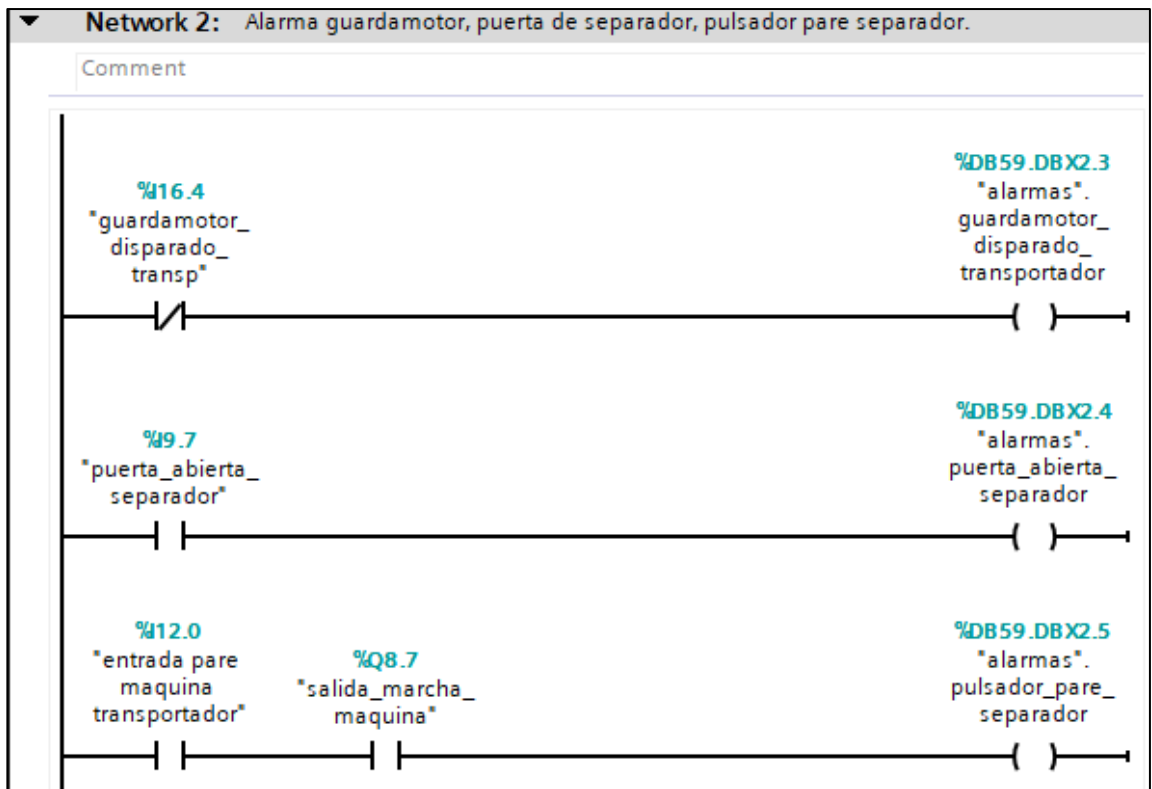 Network 2: Alarma guardamotor, puerta de separador, pulsador pare separador.
Comment
%I16.4
"guardamotor_
disparado_
transp"
%DB59.DBX2.3
"alarmas".
guardamotor_
disparado_
transportador
%I9.7
"puerta_abierta_
separador"
%DB59.DBX2.4
"alarmas".
puerta_abierta_
separador
%I12.0
"entrada pare
maquina
transportador"
%Q8.7
"salida_marcha_
maquina"
%DB59.DBX2.5
"alarmas".
pulsador_pare_
separador